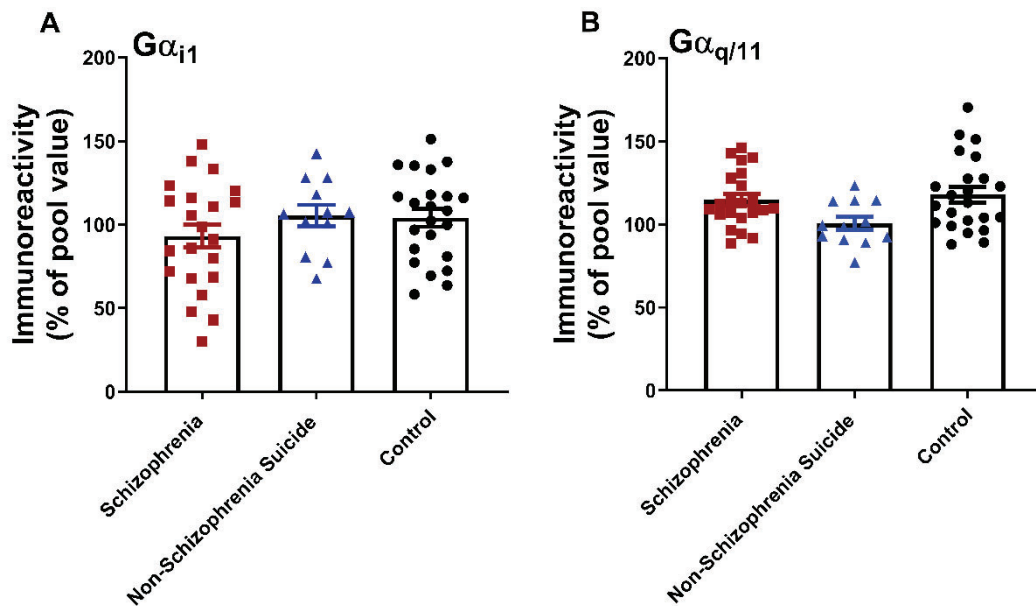 A
Gαi1
Immunoreactivity
(% of pool value)
200
150
100
50
0
Schizophrenia
Non-Schizophrenia Suicide
Control
B
Gαq/11
Immunoreactivity
(% of pool value)
200
150
100
50
0
Schizophrenia
Non-Schizophrenia Suicide
Control